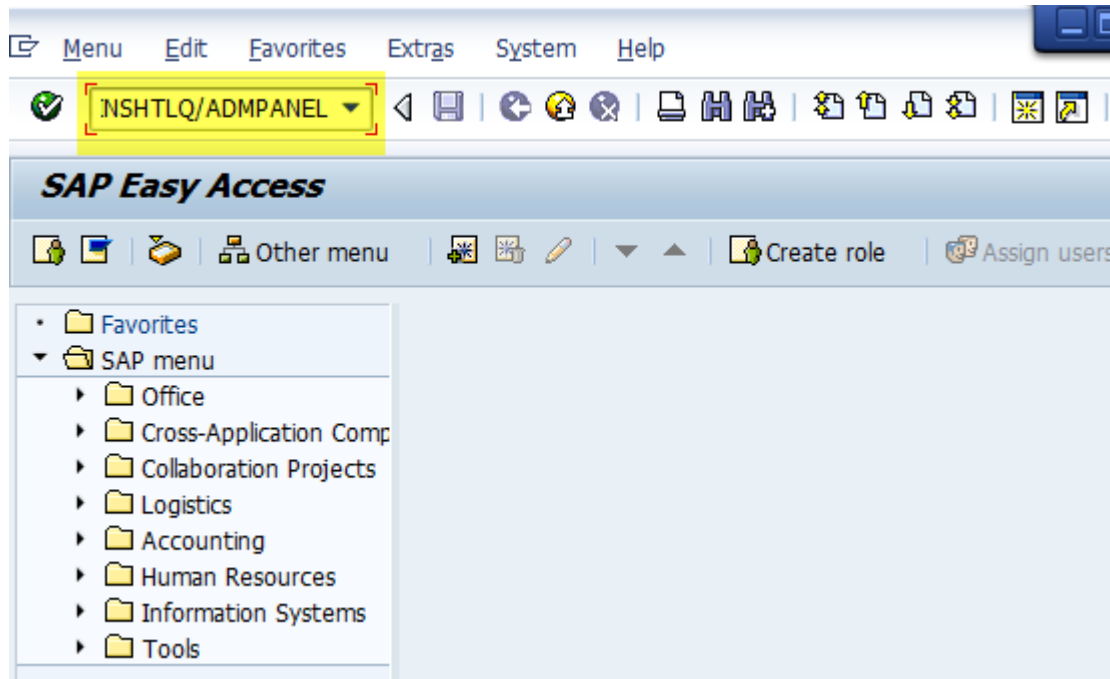 Menu Edit Favorites Extras System Help
NSHTLQ/ADMPANEL
SAP Easy Access
Other menu Create role Assign users
Favorites
SAP menu
Office
Cross-Application Comp
Collaboration Projects
Logistics
Accounting
Human Resources
Information Systems
Tools